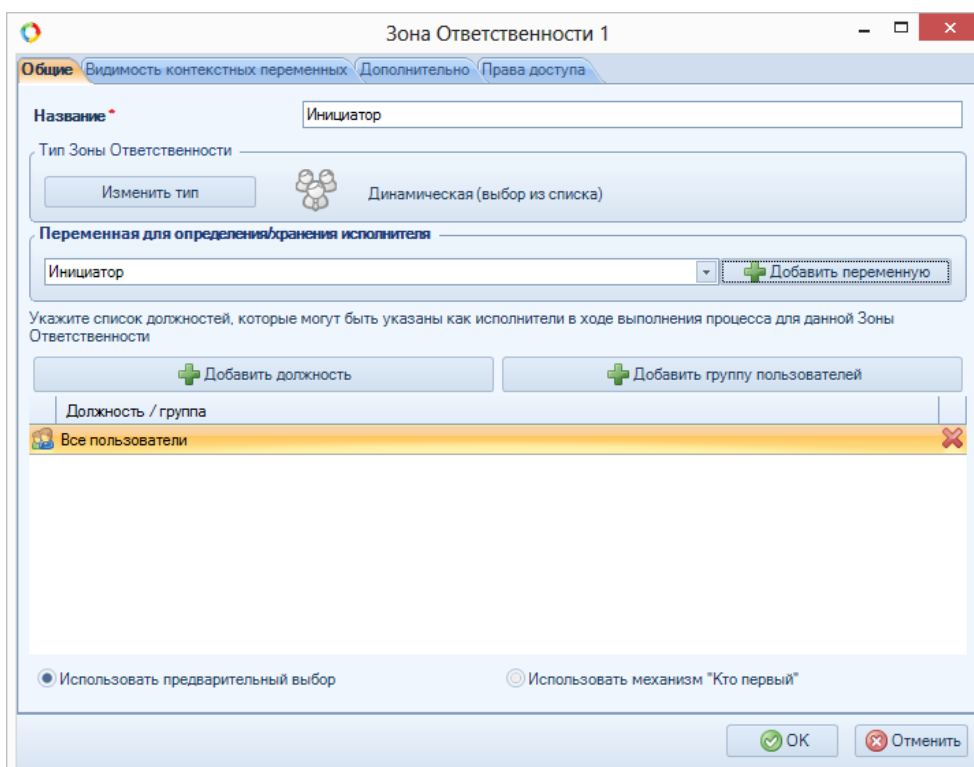 Зона Ответственности 1
Общие Видимость контекстных переменных Дополнительно Права доступа
Название* Инициатор
Тип Зоны Ответственности
Изменить тип Динамическая (выбор из списка)
Переменная для определения/хранения исполнителя
Инициатор Добавить переменную
Укажите список должностей, которые могут быть указаны как исполнители в ходе выполнения процесса для данной Зоны
Ответственности
Добавить должность Добавить группу пользователей
Должность / группа
Все пользователи
Использовать предварительный выбор Использовать механизм "Кто первый"
OK Отменить